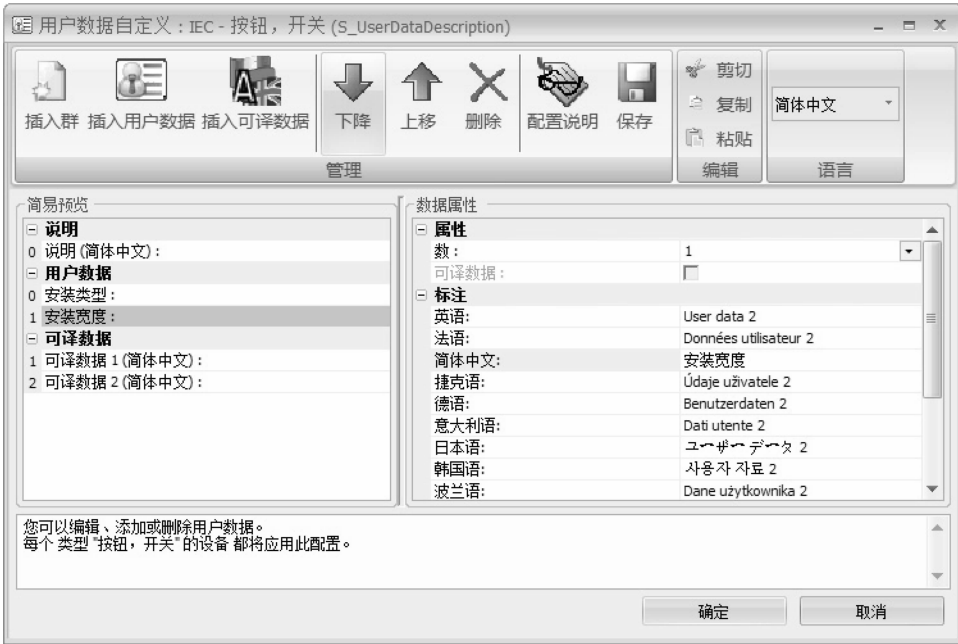 用户数据自定义：IEC - 按钮，开关 (S_UserDataDescription)
插入群 插入用户数据 插入可译数据 下降 上移 删除 配置说明 保存
管理
剪切
复制
粘贴
编辑
简体中文
语言
简易预览
说明
0 说明(简体中文)：
用户数据
0 安装类型：
1 安装宽度：
可译数据
1 可译数据 1(简体中文)：
2 可译数据 2(简体中文)：
数据属性
属性
数： 1
可译数据：
标注
英语: User data 2
法语: Données utilisateur 2
简体中文: 安装宽度
捷克语: Údaje uživatele 2
德语: Benutzerdaten 2
意大利语: Dati utente 2
日本语: ユーザー データ 2
韩国语: 사용자 자료 2
波兰语: Dane użytkownika 2
您可以编辑、添加或删除用户数据。
每个 类型 "按钮，开关" 的设备 都将应用此配置。
确定 取消